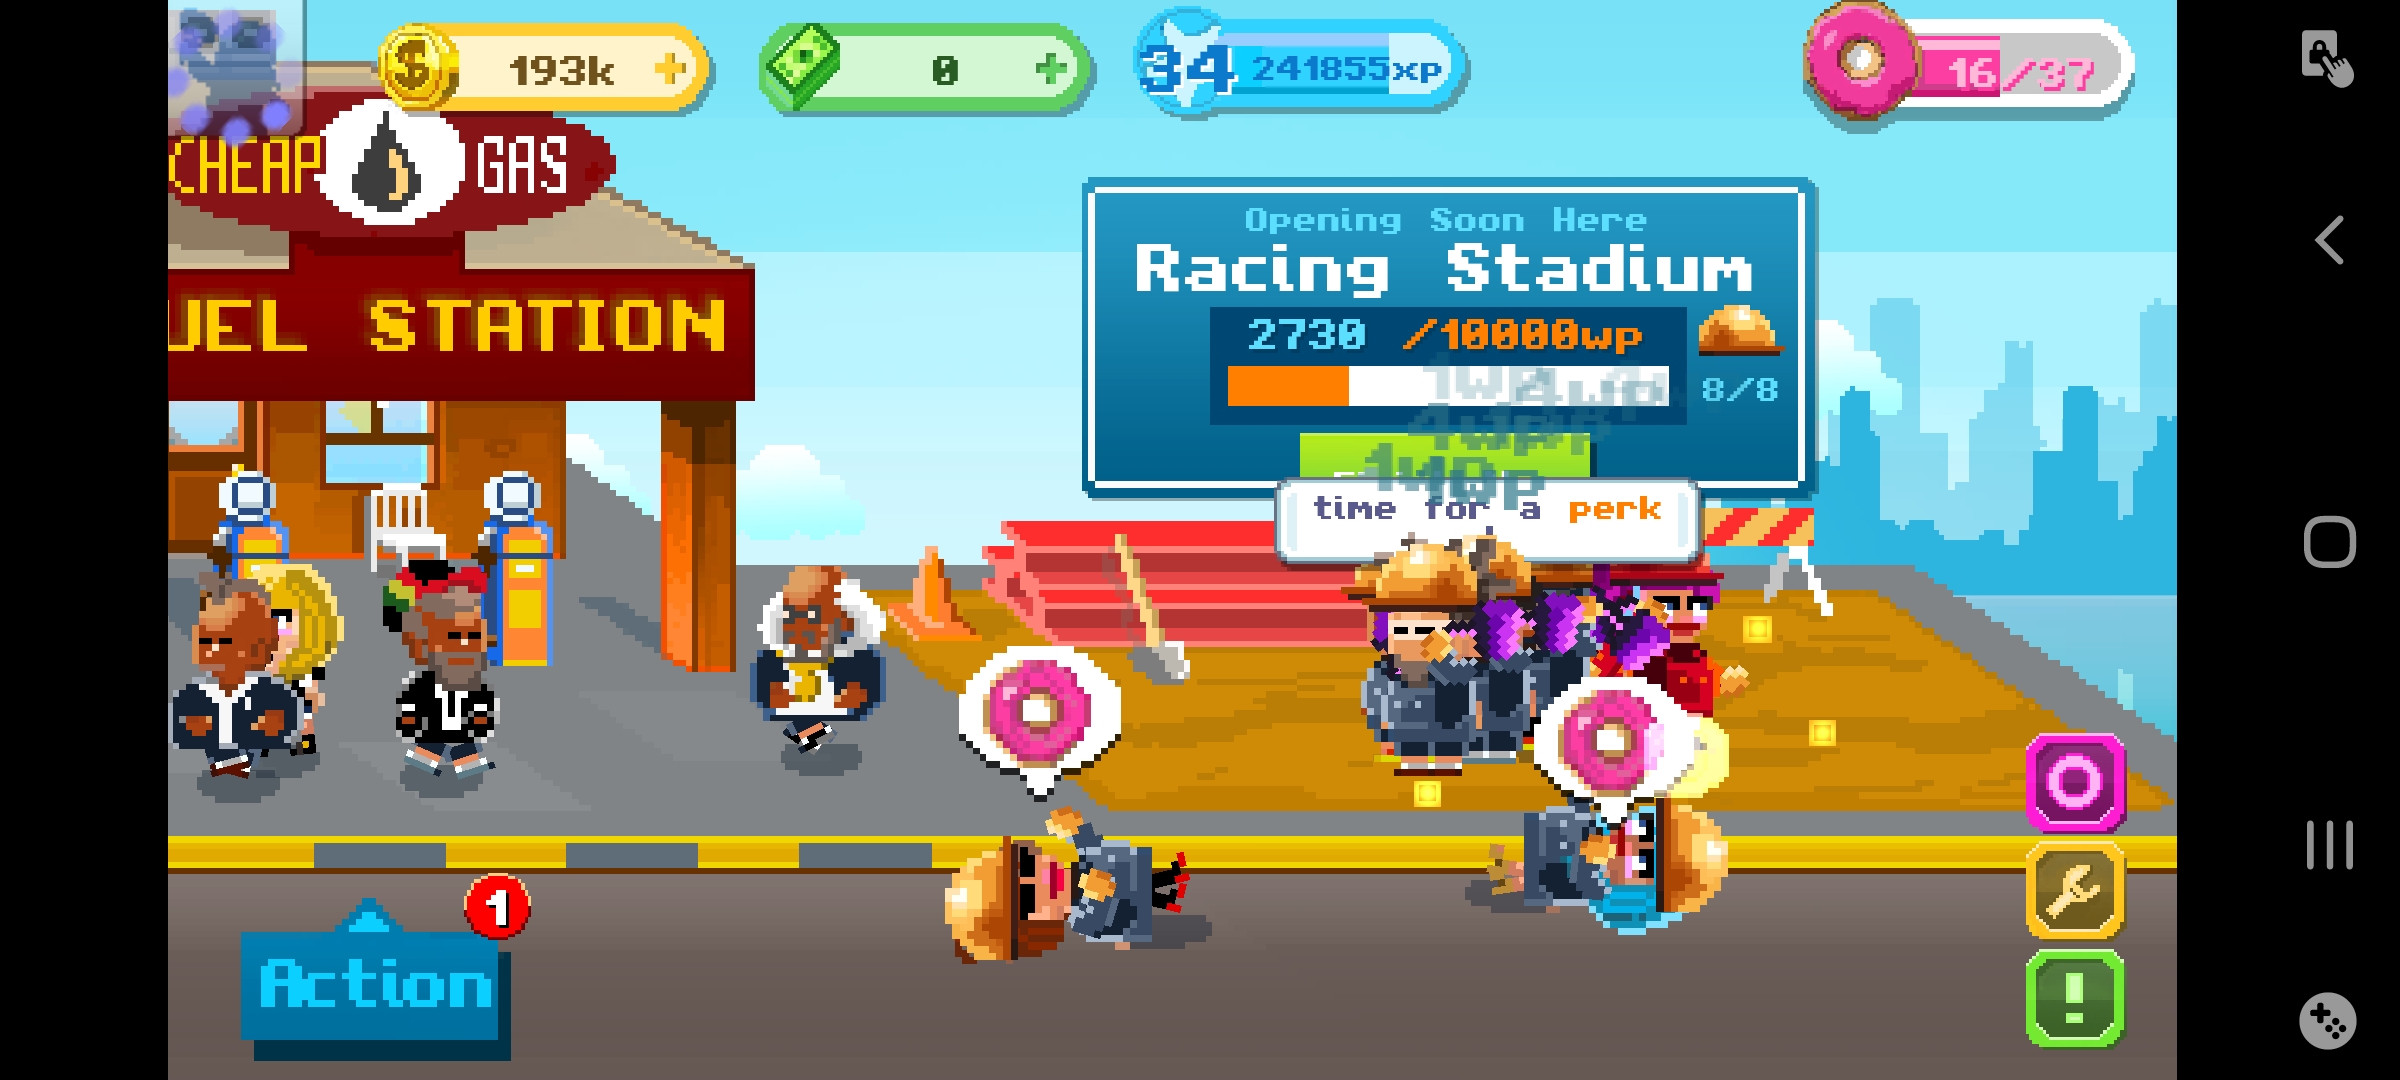 193k
0
34 241855xp
16/37
CHEAP GAS
UEL STATION
Opening Soon Here
Racing Stadium
2730 /10000wp
8/8
time for a perk
1
Action